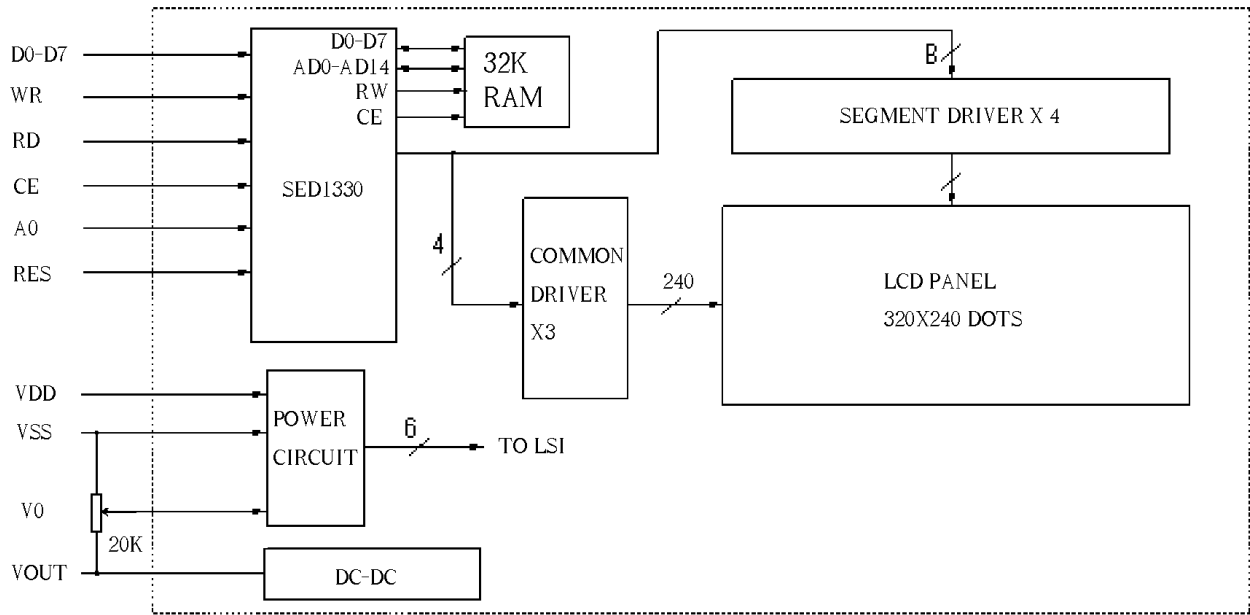 D0-D7
WR
RD
CE
A0
RES
SED1330
D0-D7
AD0-AD14
RW
CE
32K
RAM
8
SEGMENT DRIVER X 4
4
COMMON
DRIVER
X3
240
LCD PANEL
320X240 DOTS
VDD
VSS
V0
VOUT
20K
POWER
CIRCUIT
6
TO LSI
DC-DC